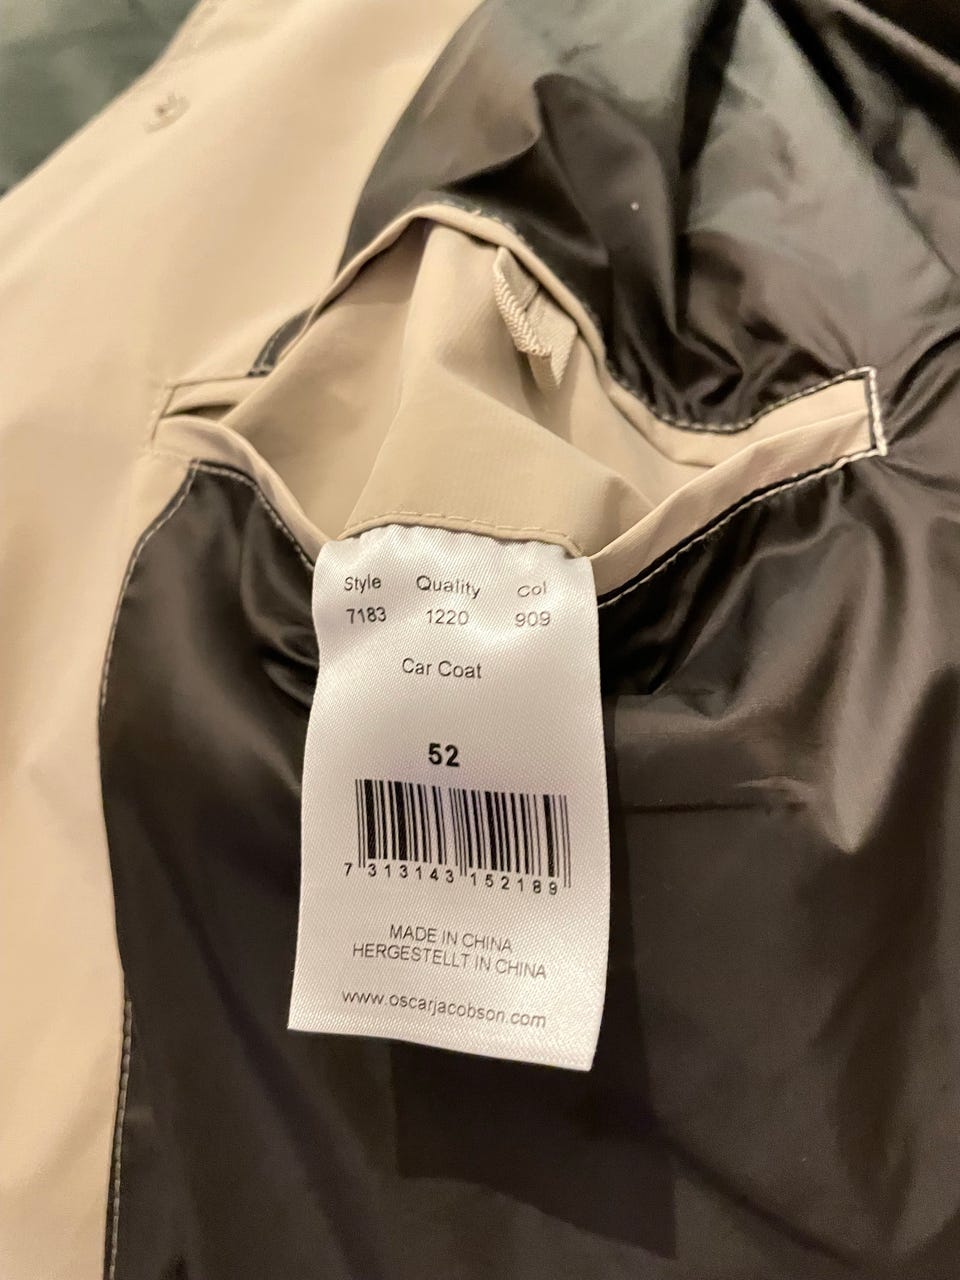 Style Quality Col
7183 1220 909
Car Coat
52
7 313143 152189
MADE IN CHINA
HERGESTELLT IN CHINA
www.oscarjacobson.com